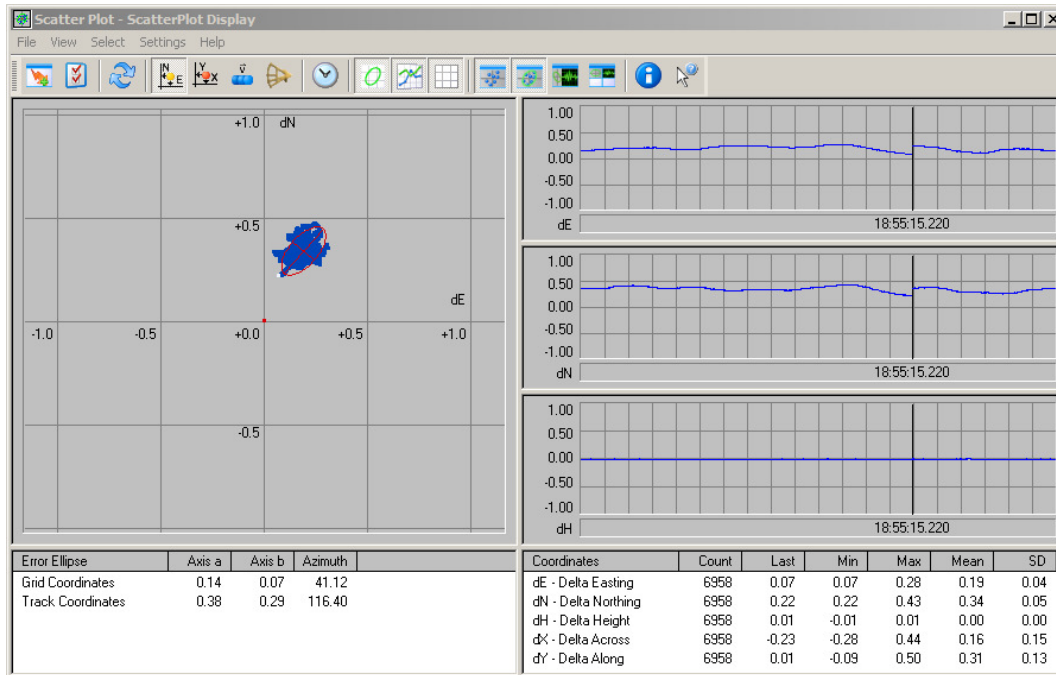 Scatter Plot - ScatterPlot Display
File View Select Settings Help
N E Y X v
+1.0 dN
+0.5
dE
-1.0 -0.5 +0.0 +0.5 +1.0
-0.5
1.00
0.50
0.00
-0.50
-1.00
dE 18:55:15.220
1.00
0.50
0.00
-0.50
-1.00
dN 18:55:15.220
1.00
0.50
0.00
-0.50
-1.00
dH 18:55:15.220
Error Ellipse Axis a Axis b Azimuth
Grid Coordinates 0.14 0.07 41.12
Track Coordinates 0.38 0.29 116.40
Coordinates Count Last Min Max Mean SD
dE - Delta Easting 6958 0.07 0.07 0.28 0.19 0.04
dN - Delta Northing 6958 0.22 0.22 0.43 0.34 0.05
dH - Delta Height 6958 0.01 -0.01 0.01 0.00 0.00
dX - Delta Across 6958 -0.23 -0.28 0.44 0.16 0.15
dY - Delta Along 6958 0.01 -0.09 0.50 0.31 0.13